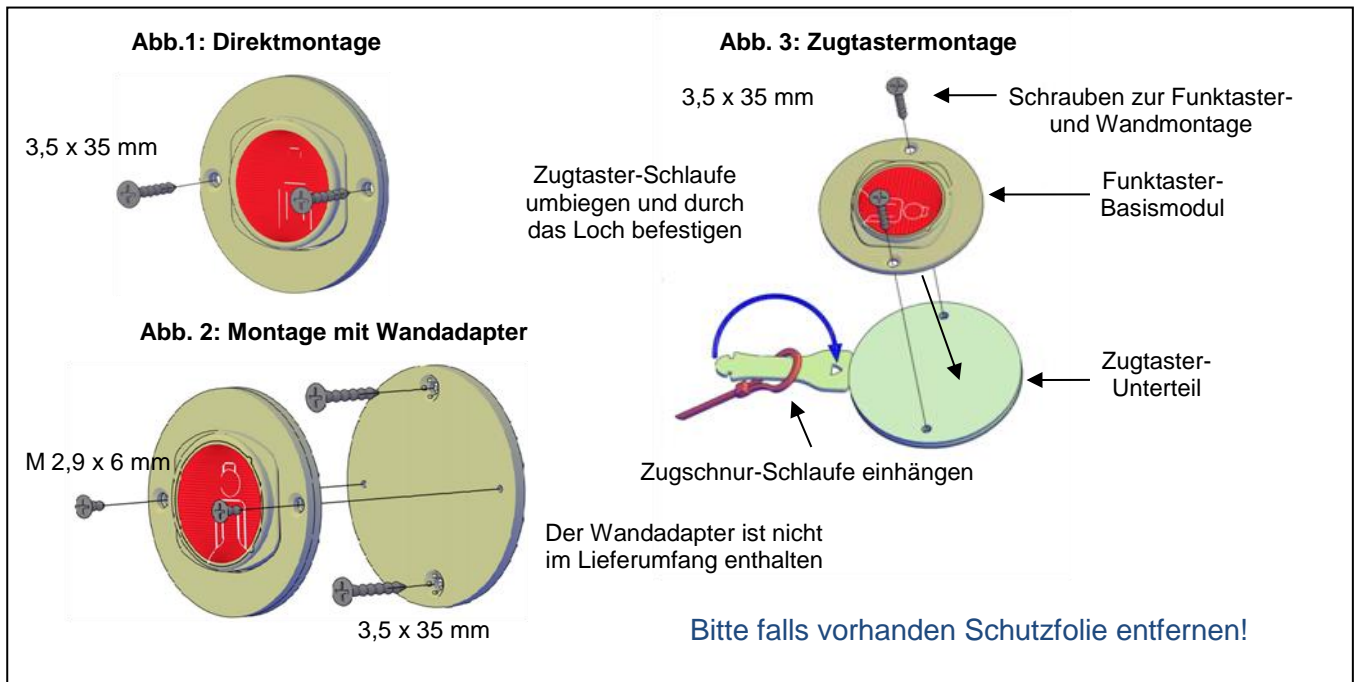 Abb.1: Direktmontage
3,5 x 35 mm
Abb. 2: Montage mit Wandadapter
M 2,9 x 6 mm
3,5 x 35 mm
Der Wandadapter ist nicht
im Lieferumfang enthalten
Abb. 3: Zugtastermontage
3,5 x 35 mm
Schrauben zur Funktaster-
und Wandmontage
Zugtaster-Schlaufe
umbiegen und durch
das Loch befestigen
Funktaster-
Basismodul
Zugtaster-
Unterteil
Zugschnur-Schlaufe einhängen
Bitte falls vorhanden Schutzfolie entfernen!